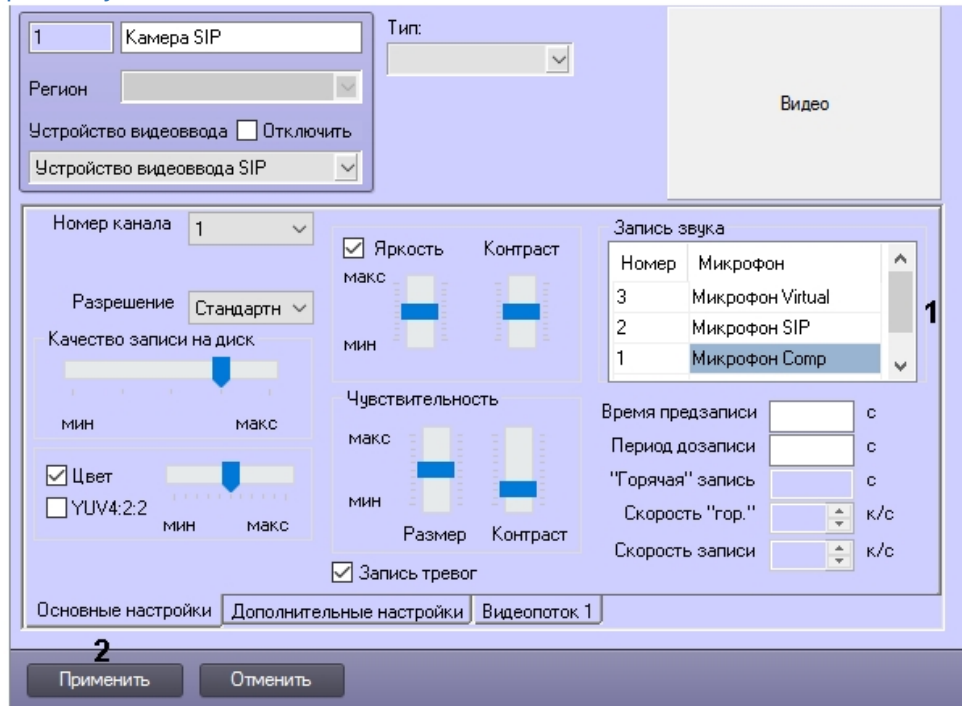 1 Камера SIP
Тип:
Регион
Видео
Устройство видеоввода Отключить
Устройство видеоввода SIP
Номер канала 1
Разрешение Стандартн
Качество записи на диск
мин макс
Цвет
YUV4:2:2
мин макс
Яркость Контраст
макс
мин
Чувствительность
макс
мин
Размер Контраст
Запись тревог
Запись звука
Номер Микрофон
3 Микрофон Virtual
2 Микрофон SIP
1 Микрофон Comp
1
Время предзаписи с
Период дозаписи с
"Горячая" запись с
Скорость "гор." к/с
Скорость записи к/с
Основные настройки Дополнительные настройки Видеопоток 1
2
Применить Отменить